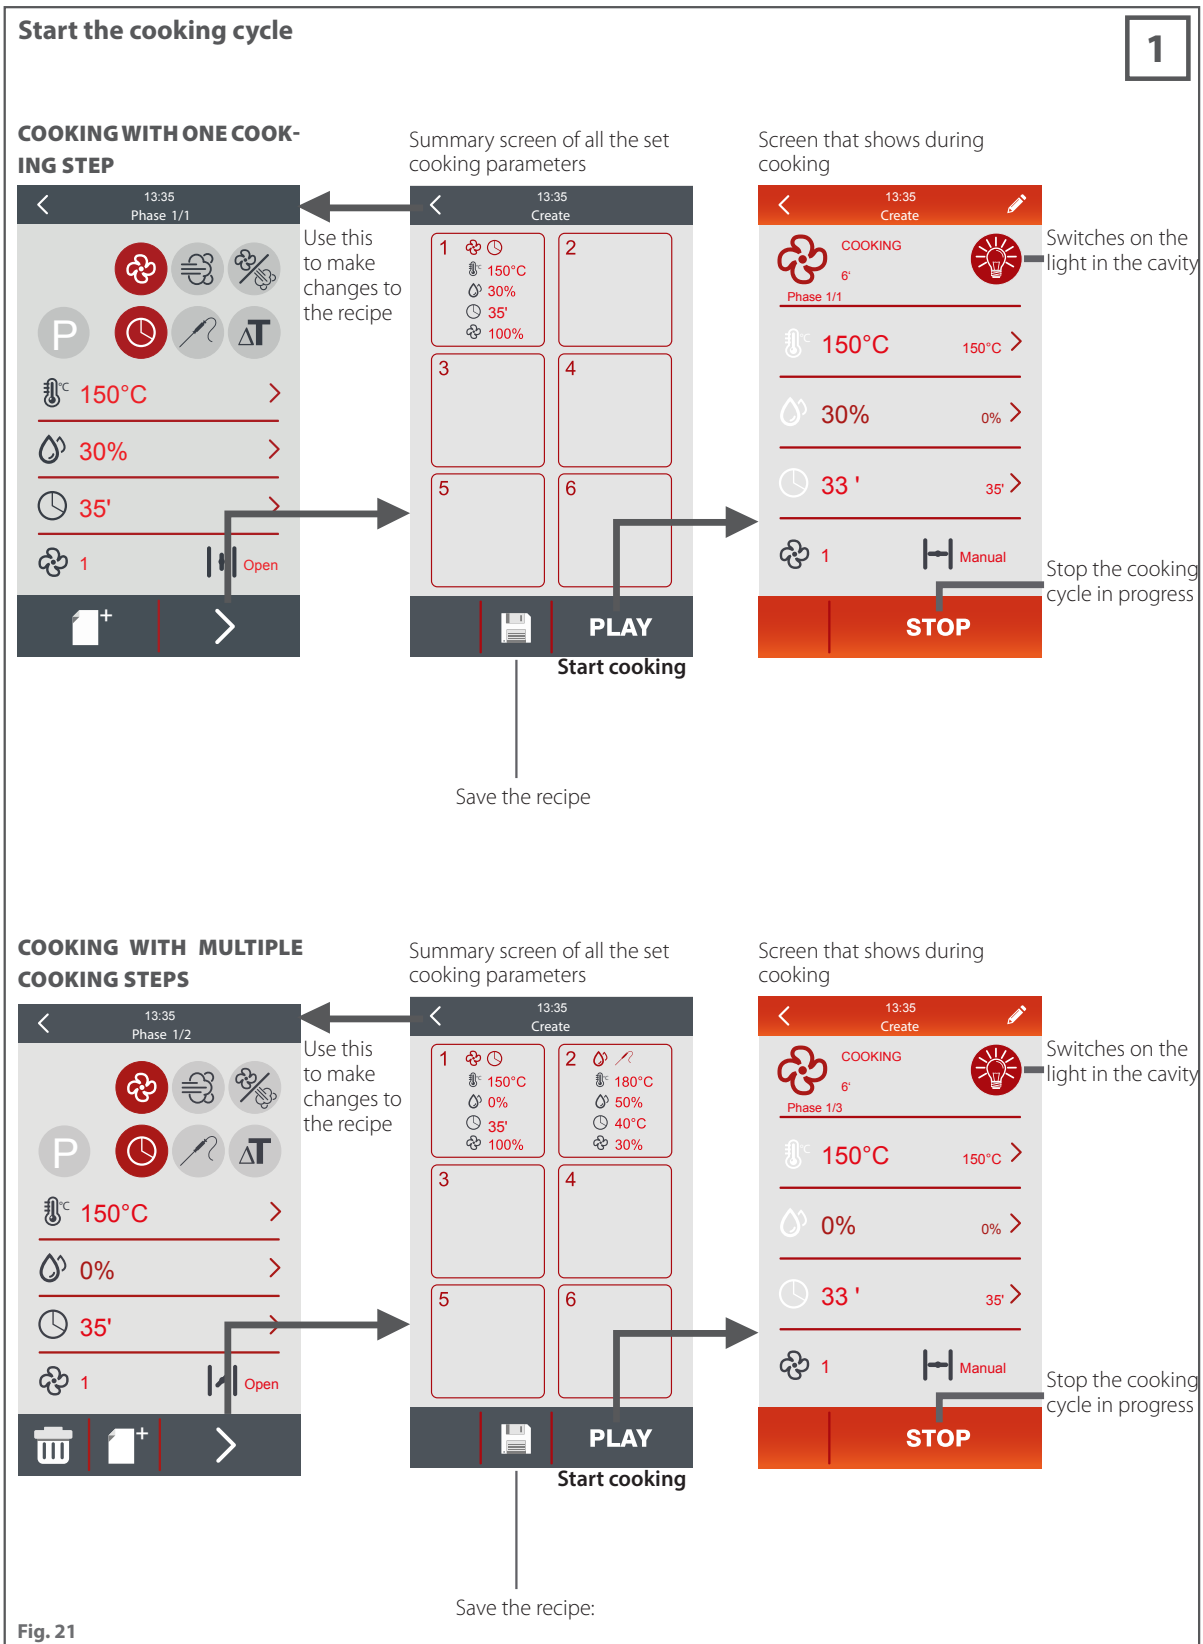 Start the cooking cycle
1
COOKING WITH ONE COOK-
ING STEP
Summary screen of all the set
cooking parameters
Screen that shows during
cooking
13:35
Phase 1/1
P
ΔT
°C
150°C
30%
35'
1
Open
+
Use this
to make
changes to
the recipe
13:35
Create
1
°C
150°C
30%
35'
100%
2
3
4
5
6
PLAY
Start cooking
Save the recipe
13:35
Create
COOKING
6'
Phase 1/1
°C
150°C
150°C
30%
0%
33 '
35'
1
Manual
STOP
Switches on the
light in the cavity
Stop the cooking
cycle in progress
COOKING WITH MULTIPLE
COOKING STEPS
Summary screen of all the set
cooking parameters
Screen that shows during
cooking
13:35
Phase 1/2
P
ΔT
°C
150°C
0%
35'
1
Open
+
Use this
to make
changes to
the recipe
13:35
Create
1
°C
150°C
0%
35'
100%
2
°C
180°C
50%
40°C
30%
3
4
5
6
PLAY
Start cooking
Save the recipe:
13:35
Create
COOKING
6'
Phase 1/3
°C
150°C
150°C
0%
0%
33 '
35'
1
Manual
STOP
Switches on the
light in the cavity
Stop the cooking
cycle in progress
Fig. 21